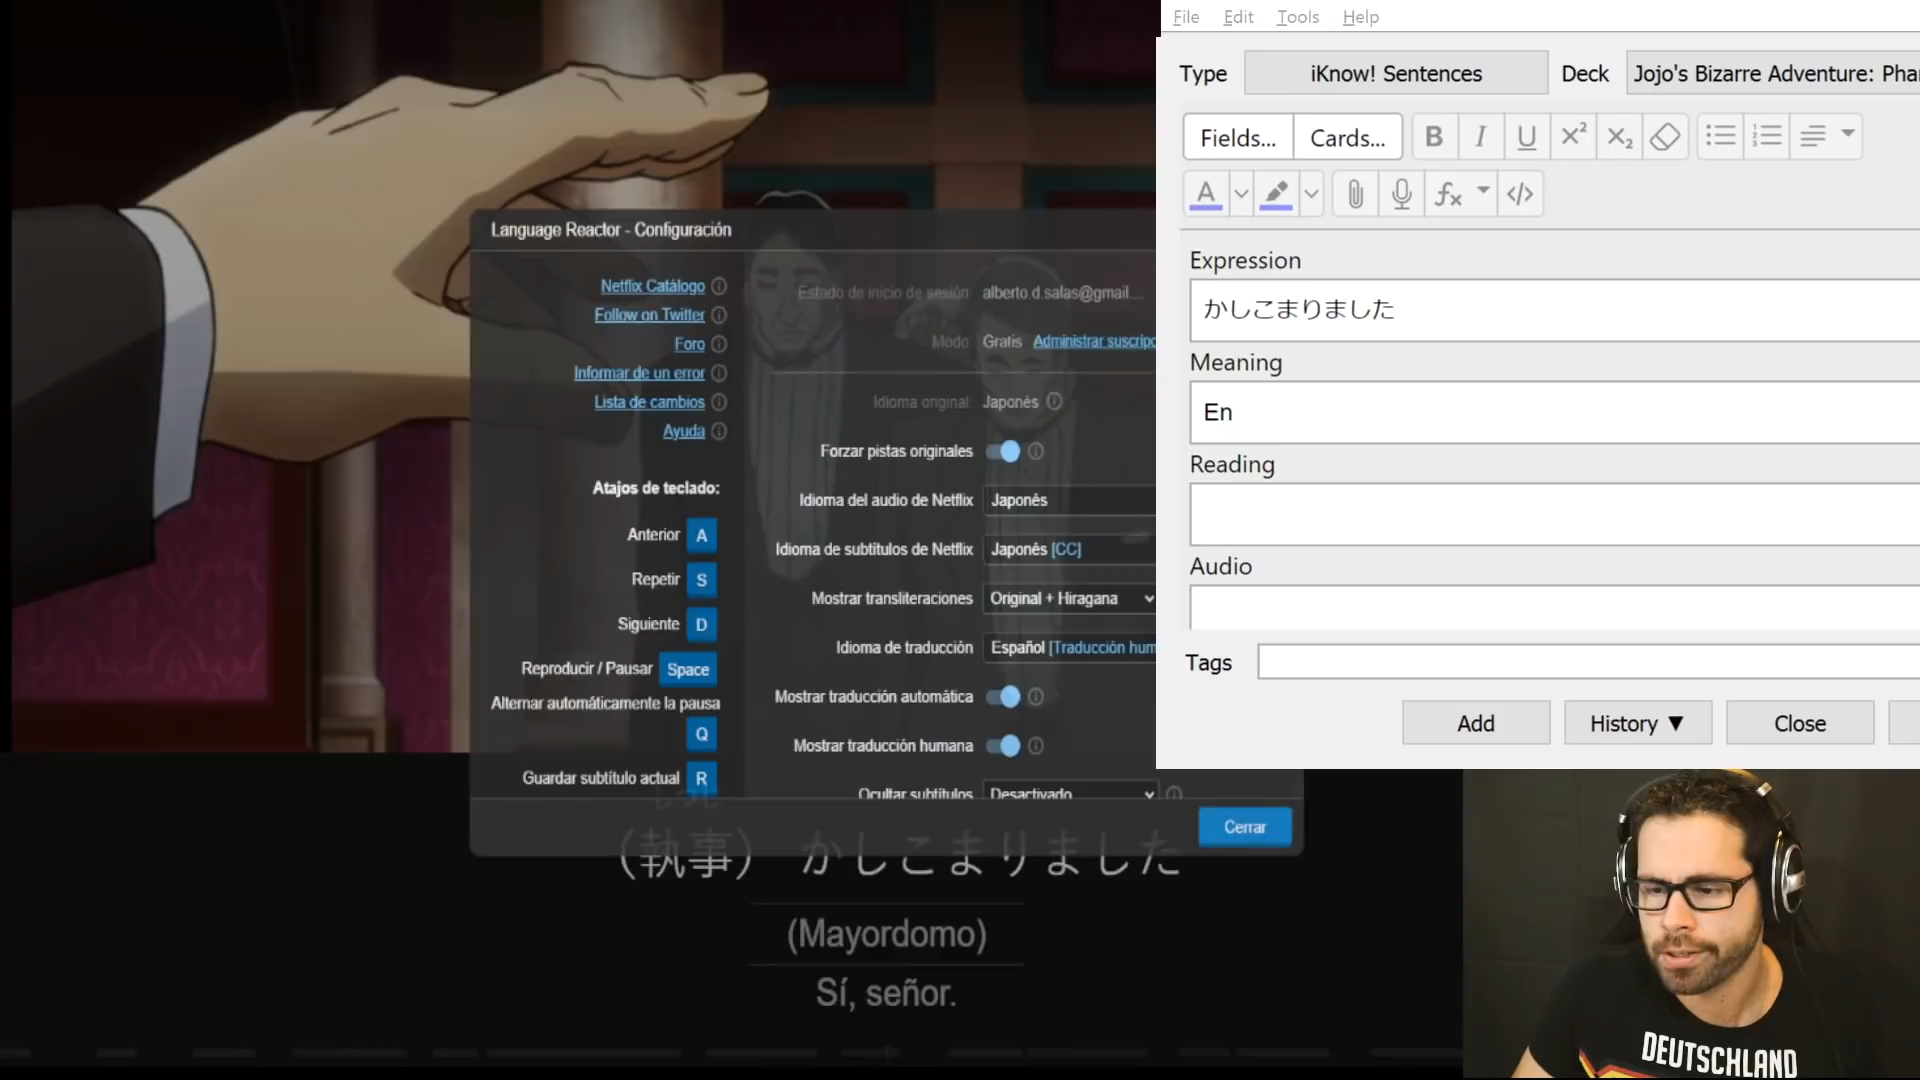 File Edit Tools Help
Type iKnow! Sentences Deck Jojo's Bizarre Adventure: Phan
Fields... Cards... B I U X² X₂
A fx </>
Expression
かしこまりました
Meaning
En
Reading
Audio
Tags
Add History ▼ Close
Language Reactor - Configuración
Netflix Catálogo
Follow on Twitter
Foro
Informar de un error
Lista de cambios
Ayuda
Atajos de teclado:
Anterior A
Repetir S
Siguiente D
Reproducir / Pausar Space
Alternar automáticamente la pausa
Q
Guardar subtítulo actual R
Estado de inicio de sesión alberto.d.salas@gmail....
Modo Gratis Administrar suscripc
Idioma original: Japonés
Forzar pistas originales
Idioma del audio de Netflix Japonés
Idioma de subtítulos de Netflix Japonés [CC]
Mostrar transliteraciones Original + Hiragana
Idioma de traducción Español [Traducción hum
Mostrar traducción automática
Mostrar traducción humana
Ocultar subtítulos Desactivado
Cerrar
（執事） かしこまりました
(Mayordomo)
Sí, señor.
DEUTSCHLAND